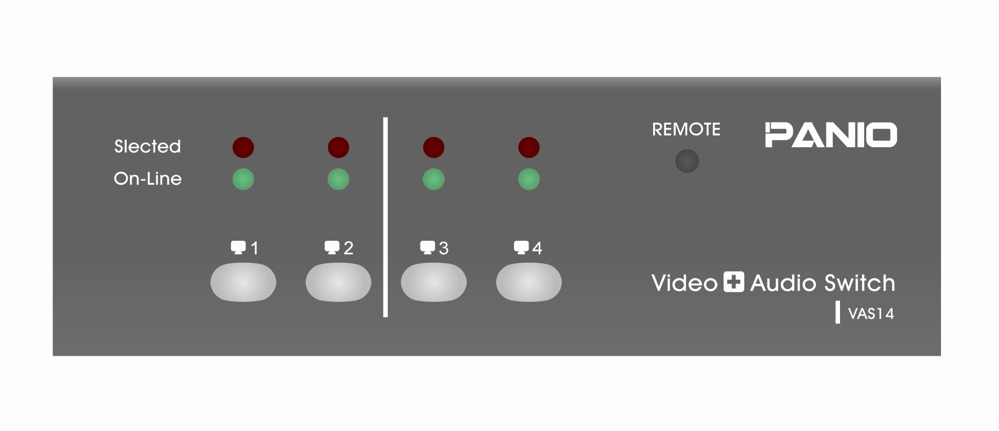 Slected
On-Line
1 2 3 4
REMOTE
PANIO
Video + Audio Switch
VAS14